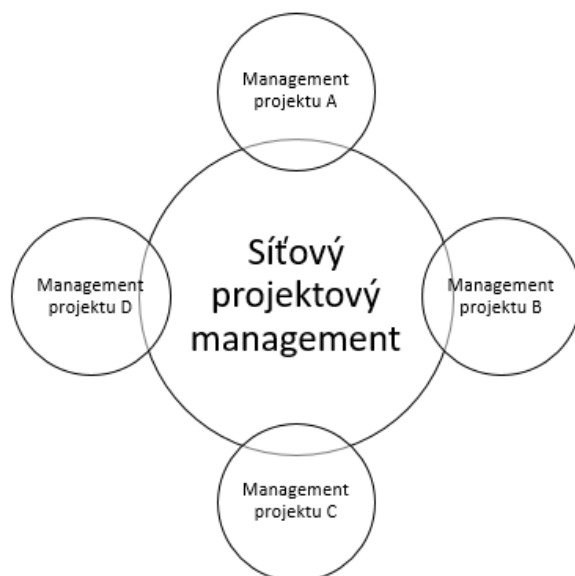 Management
projektu A
Síťový
projektový
management
Management
projektu D
Management
projektu B
Management
projektu C